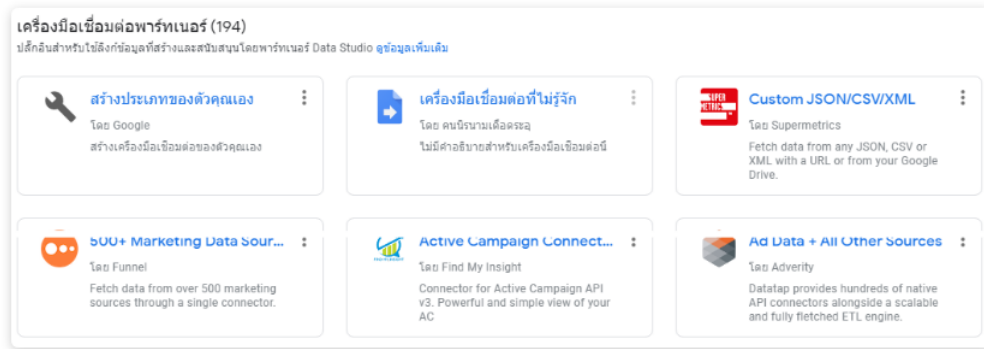 เครื่องมือเชื่อมต่อพาร์ทเนอร์ (194)
ปลั๊กอินสำหรับใช้ลิงก์ข้อมูลที่สร้างและสนับสนุนโดยพาร์ทเนอร์ Data Studio ดูข้อมูลเพิ่มเติม
สร้างประเภทของตัวคุณเอง
โดย Google
สร้างเครื่องมือเชื่อมต่อของตัวคุณเอง
เครื่องมือเชื่อมต่อที่ไม่รู้จัก
โดย คนนิรนามเดือดระอุ
ไม่มีคำอธิบายสำหรับเครื่องมือเชื่อมต่อนี้
SUPER
METRICS
Custom JSON/CSV/XML
โดย Supermetrics
Fetch data from any JSON, CSV or
XML with a URL or from your Google
Drive.
500+ Marketing Data Sour...
โดย Funnel
Fetch data from over 500 marketing
sources through a single connector.
Active Campaign Connect...
โดย Find My Insight
Connector for Active Campaign API
v3. Powerful and simple view of your
AC
Ad Data + All Other Sources
โดย Adverity
Datatap provides hundreds of native
API connectors alongside a scalable
and fully fletched ETL engine.